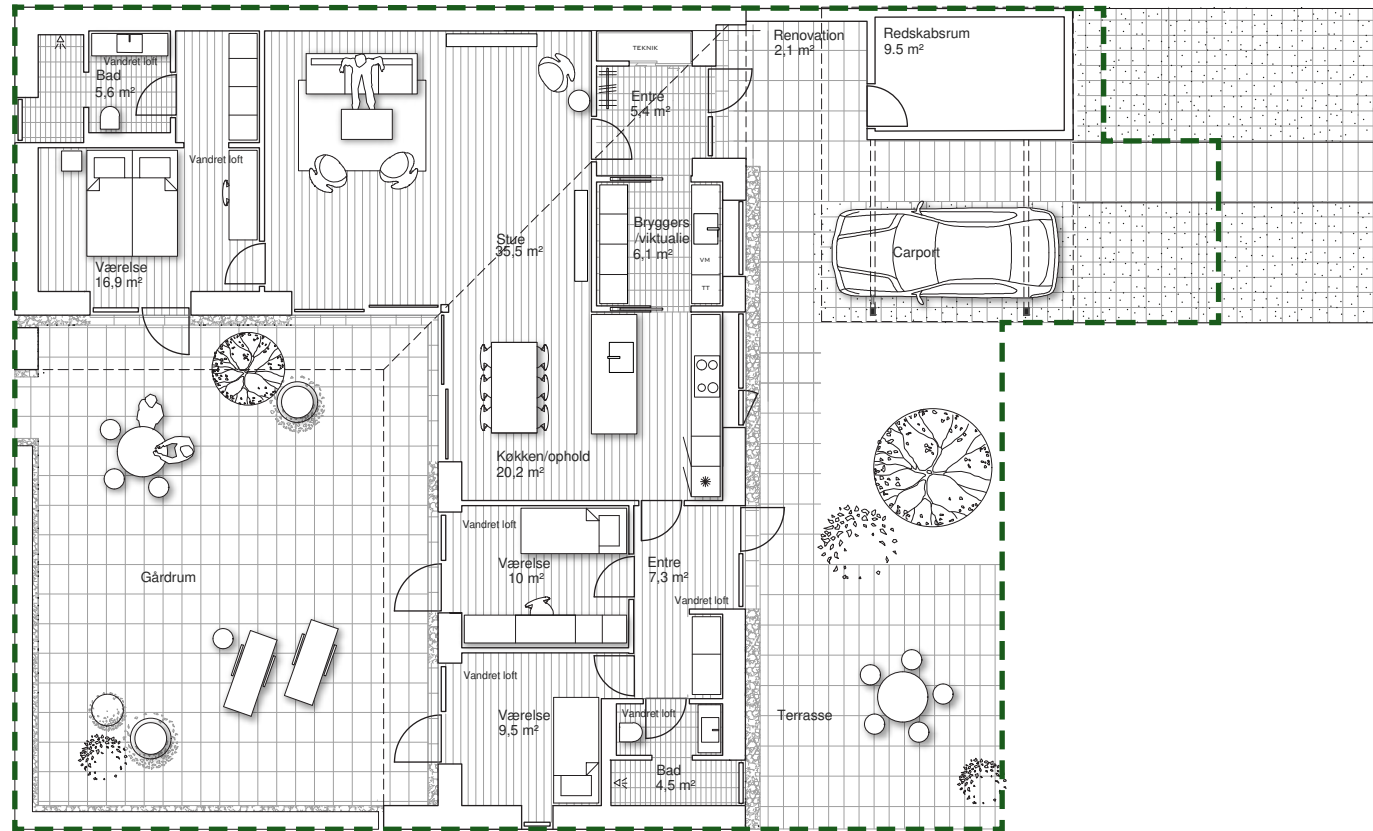 TEKNIK
Renovation
2,1 m²
Redskabsrum
9.5 m²
Vandret loft
Bad
5,6 m²
Entre
5,4 m²
Vandret loft
Stue
35,5 m²
Bryggers
/viktualie
6,1 m²
VM
TT
Carport
Værelse
16,9 m²
Køkken/ophold
20,2 m²
Vandret loft
Værelse
10 m²
Entre
7,3 m²
Vandret loft
Gårdrum
Vandret loft
Værelse
9,5 m²
Vandret loft
Bad
4,5 m²
Terrasse